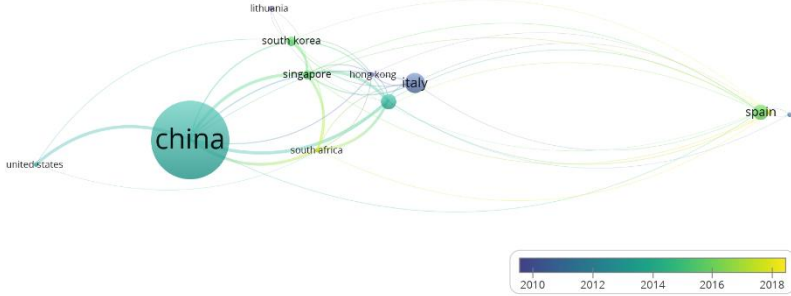 lithuania
south korea
singapore
hong kong
italy
spain
china
south africa
united states
2010 2012 2014 2016 2018